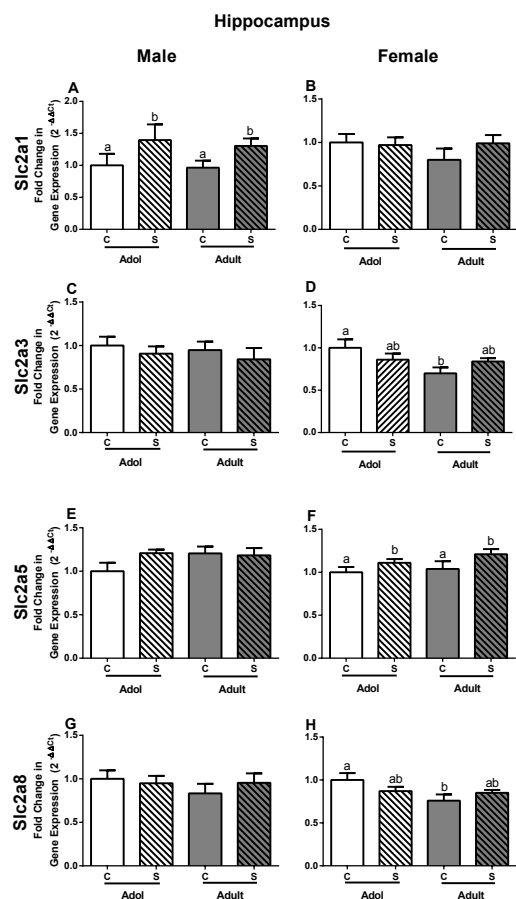 Hippocampus
Male
Female
A
Slc2a1
Fold Change in
Gene Expression (2 -ΔΔCt)
2.0
1.5
1.0
0.5
0.0
a
b
a
b
C
S
C
S
Adol
Adult
B
1.5
1.0
0.5
0.0
C
S
C
S
Adol
Adult
C
Slc2a3
Fold Change in
Gene Expression (2 -ΔΔCt)
1.5
1.0
0.5
0.0
C
S
C
S
Adol
Adult
D
1.5
1.0
0.5
0.0
a
ab
b
ab
C
S
C
S
Adol
Adult
E
Slc2a5
Fold Change in
Gene Expression (2 -ΔΔCt)
1.5
1.0
0.5
0.0
C
S
C
S
Adol
Adult
F
1.5
1.0
0.5
0.0
a
b
a
b
C
S
C
S
Adol
Adult
G
Slc2a8
Fold Change in
Gene Expression (2 -ΔΔCt)
1.5
1.0
0.5
0.0
C
S
C
S
Adol
Adult
H
1.5
1.0
0.5
0.0
a
ab
b
ab
C
S
C
S
Adol
Adult